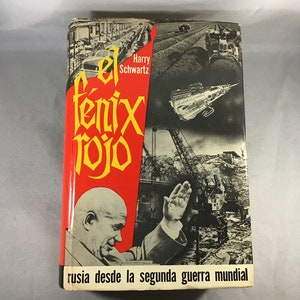 el
fénix
rojo
Harry
Schwartz
rusia desde la segunda guerra mundial